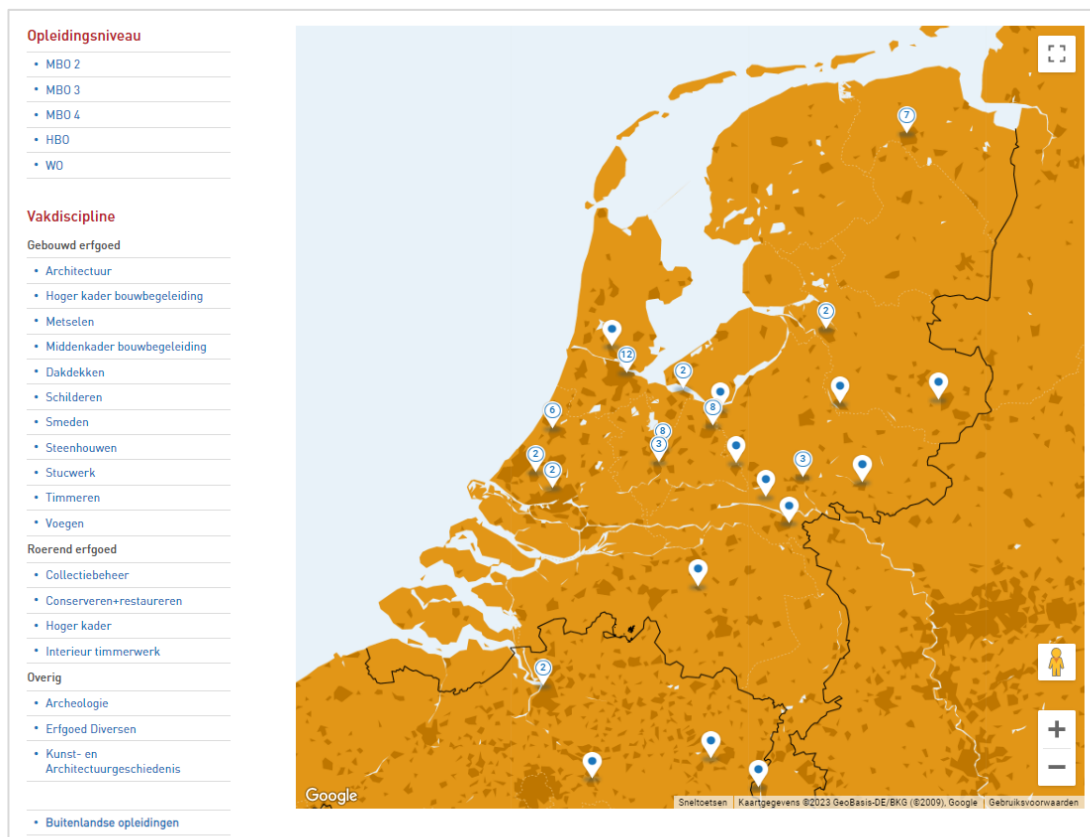 Opleidingsniveau
MBO 2
MBO 3
MBO 4
HBO
WO
Vakdiscipline
Gebouwd erfgoed
Architectuur
Hoger kader bouwbegeleiding
Metselen
Middenkader bouwbegeleiding
Dakdekken
Schilderen
Smeden
Steenhouwen
Stucwerk
Timmeren
Voegen
Roerend erfgoed
Collectiebeheer
Conserveren+restaureren
Hoger kader
Interieur timmerwerk
Overig
Archeologie
Erfgoed Diversen
Kunst- en
Architectuurgeschiedenis
Buitenlandse opleidingen
7
2
12
2
6
8
8
3
2
3
2
2
Google
Sneltoetsen
Kaartgegevens ©2023 GeoBasis-DE/BKG (©2009), Google
Gebruiksvoorwaarden